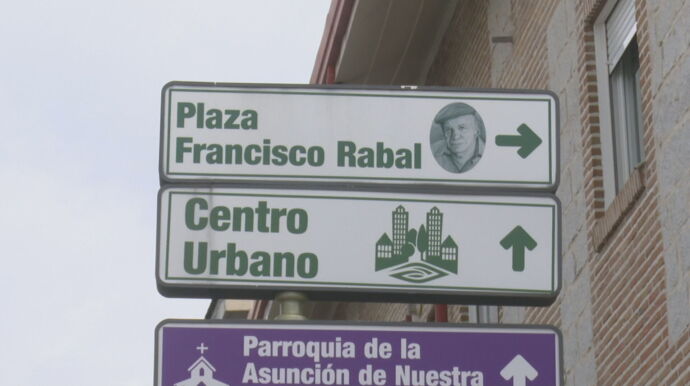 Plaza
Francisco Rabal
Centro
Urbano
Parroquia de la
Asunción de Nuestra